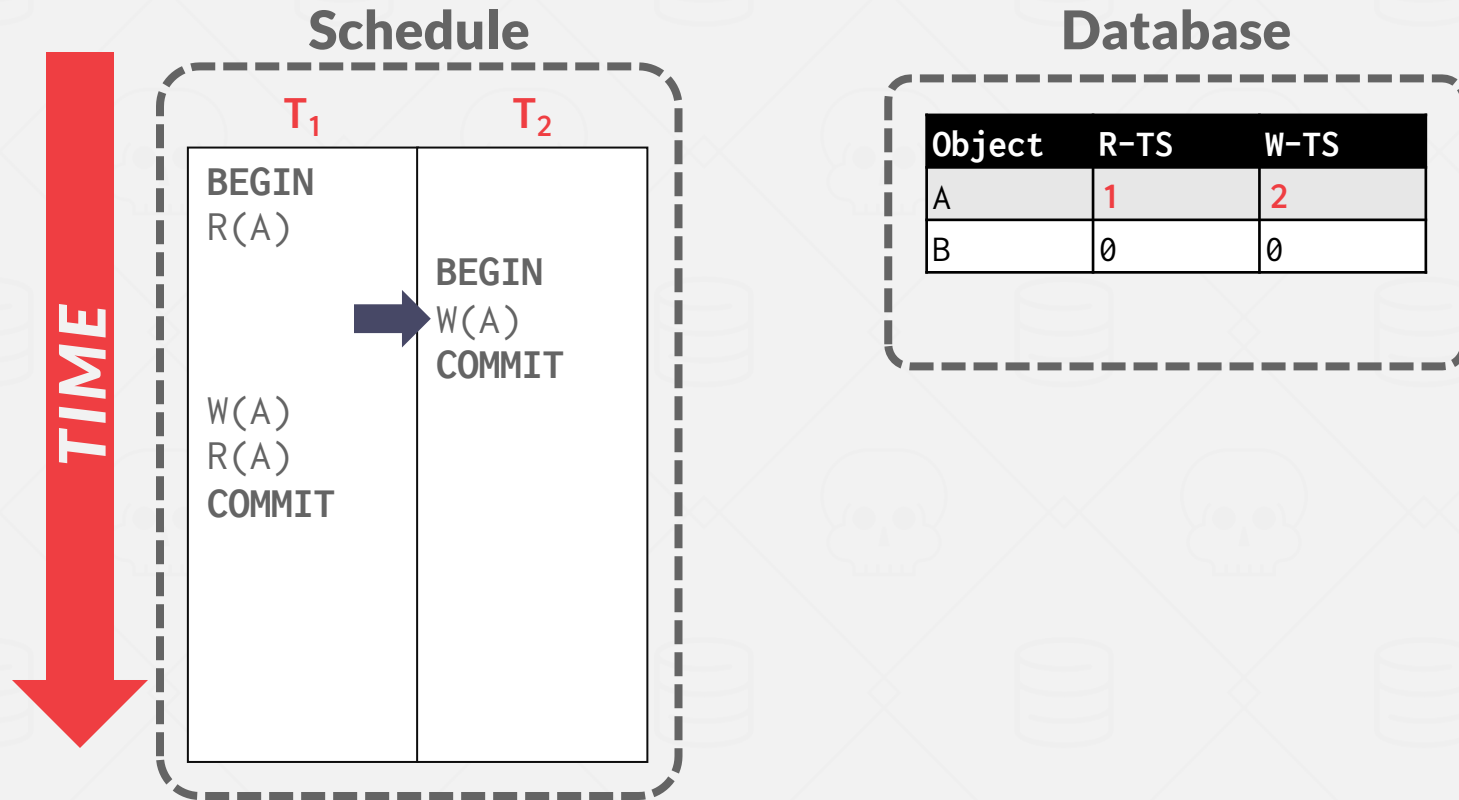 Schedule
TIME
T₁ T₂
BEGIN
R(A)
BEGIN
W(A)
COMMIT
W(A)
R(A)
COMMIT
Database
Object R-TS W-TS
A 1 2
B 0 0